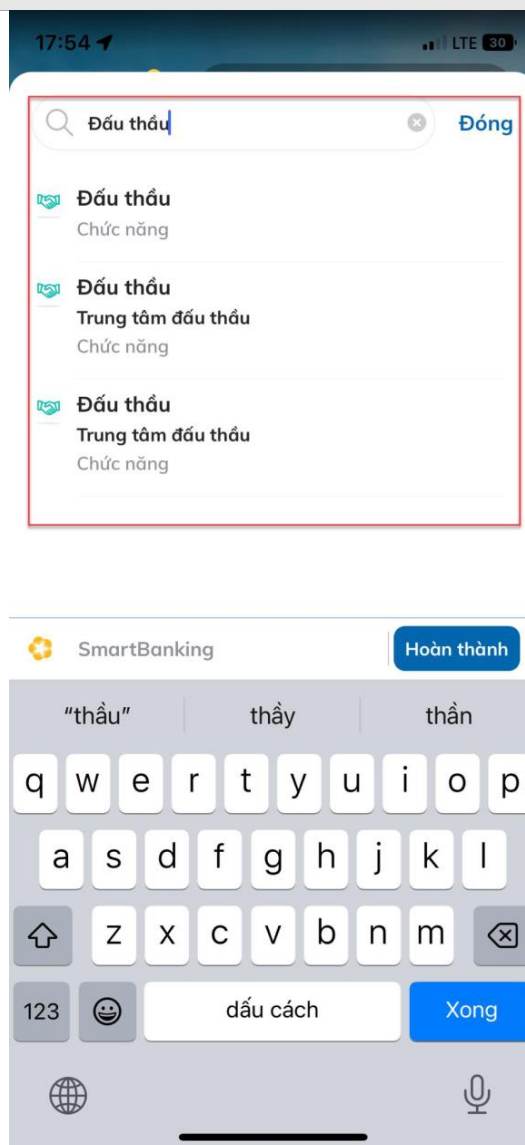 17:54
LTE 30
Đấu thầu
Đóng
Đấu thầu
Chức năng
Đấu thầu
Trung tâm đấu thầu
Chức năng
Đấu thầu
Trung tâm đấu thầu
Chức năng
SmartBanking
Hoàn thành
“thầu” thầy thần
q w e r t y u i o p
a s d f g h j k l
z x c v b n m
123 dấu cách Xong